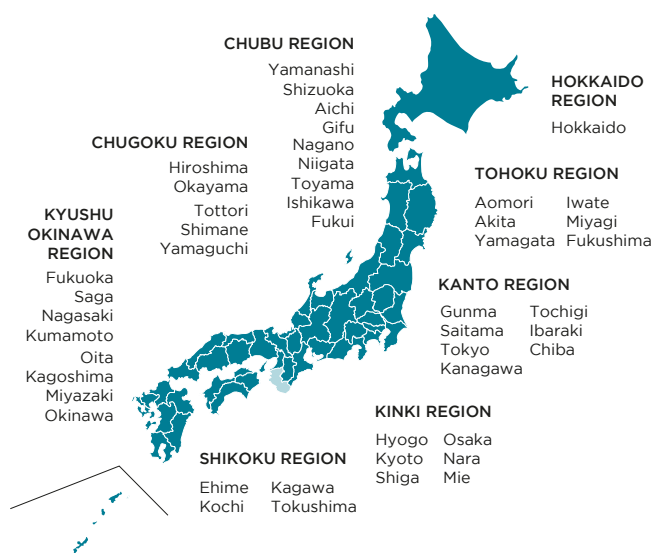 CHUBU REGION
Yamanashi
Shizuoka
Aichi
Gifu
Nagano
Niigata
Toyama
Ishikawa
Fukui
HOKKAIDO
REGION
Hokkaido
CHUGOKU REGION
Hiroshima
Okayama
Tottori
Shimane
Yamaguchi
TOHOKU REGION
Aomori Iwate
Akita Miyagi
Yamagata Fukushima
KYUSHU
OKINAWA
REGION
Fukuoka
Saga
Nagasaki
Kumamoto
Oita
Kagoshima
Miyazaki
Okinawa
KANTO REGION
Gunma Tochigi
Saitama Ibaraki
Tokyo Chiba
Kanagawa
KINKI REGION
Hyogo Osaka
Kyoto Nara
Shiga Mie
SHIKOKU REGION
Ehime Kagawa
Kochi Tokushima